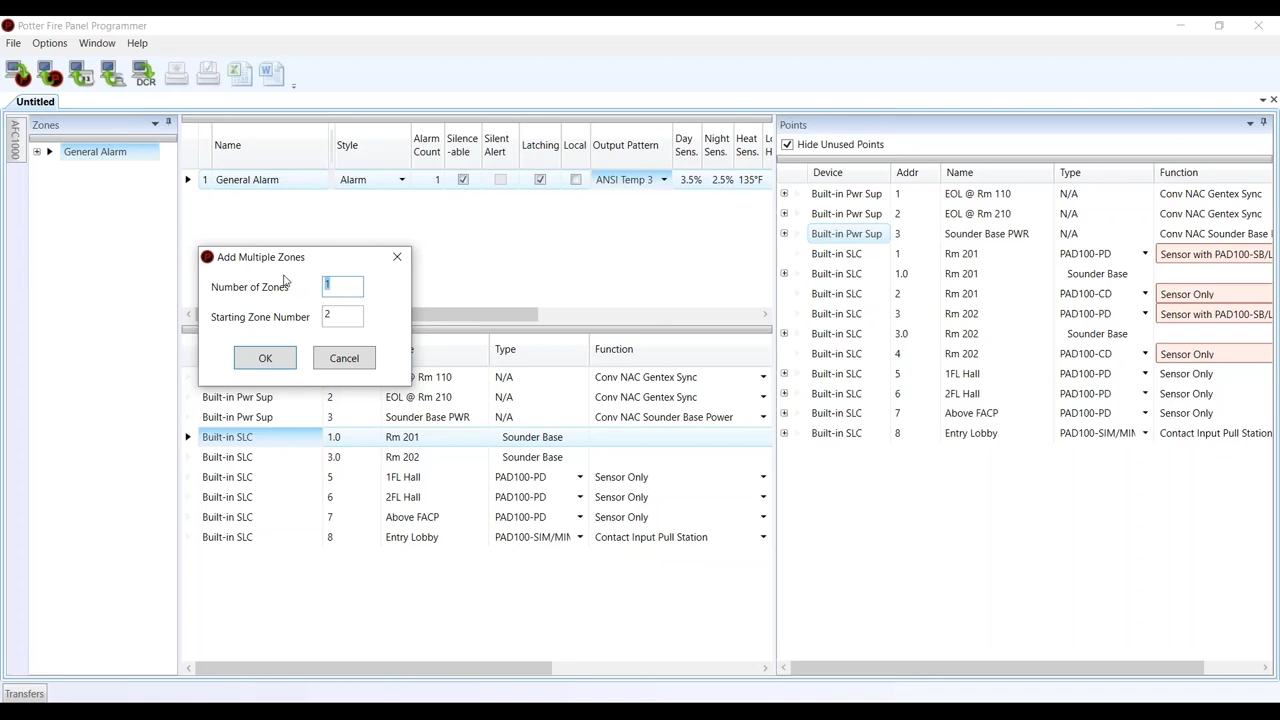 Potter Fire Panel Programmer
File Options Window Help
DCR
Untitled
AFC1000
Zones
General Alarm
Name Style Alarm Count Silence -able Silent Alert Latching Local Output Pattern Day Sens. Night Sens. Heat Sens.
1 General Alarm Alarm 1 ANSI Temp 3 3.5% 2.5% 135°F
Add Multiple Zones
Number of Zones 1
Starting Zone Number 2
OK Cancel
Type Function
Rm 110 N/A Conv NAC Gentex Sync
Built-in Pwr Sup 2 EOL @ Rm 210 N/A Conv NAC Gentex Sync
Built-in Pwr Sup 3 Sounder Base PWR N/A Conv NAC Sounder Base Power
Built-in SLC 1.0 Rm 201 Sounder Base
Built-in SLC 3.0 Rm 202 Sounder Base
Built-in SLC 5 1FL Hall PAD100-PD Sensor Only
Built-in SLC 6 2FL Hall PAD100-PD Sensor Only
Built-in SLC 7 Above FACP PAD100-PD Sensor Only
Built-in SLC 8 Entry Lobby PAD100-SIM/MIN Contact Input Pull Station
Points
Hide Unused Points
Device Addr Name Type Function
Built-in Pwr Sup 1 EOL @ Rm 110 N/A Conv NAC Gentex Sync
Built-in Pwr Sup 2 EOL @ Rm 210 N/A Conv NAC Gentex Sync
Built-in Pwr Sup 3 Sounder Base PWR N/A Conv NAC Sounder Base
Built-in SLC 1 Rm 201 PAD100-PD Sensor with PAD100-SB/L
Built-in SLC 1.0 Rm 201 Sounder Base
Built-in SLC 2 Rm 201 PAD100-CD Sensor Only
Built-in SLC 3 Rm 202 PAD100-PD Sensor with PAD100-SB/L
Built-in SLC 3.0 Rm 202 Sounder Base
Built-in SLC 4 Rm 202 PAD100-CD Sensor Only
Built-in SLC 5 1FL Hall PAD100-PD Sensor Only
Built-in SLC 6 2FL Hall PAD100-PD Sensor Only
Built-in SLC 7 Above FACP PAD100-PD Sensor Only
Built-in SLC 8 Entry Lobby PAD100-SIM/MIN Contact Input Pull Station
Transfers